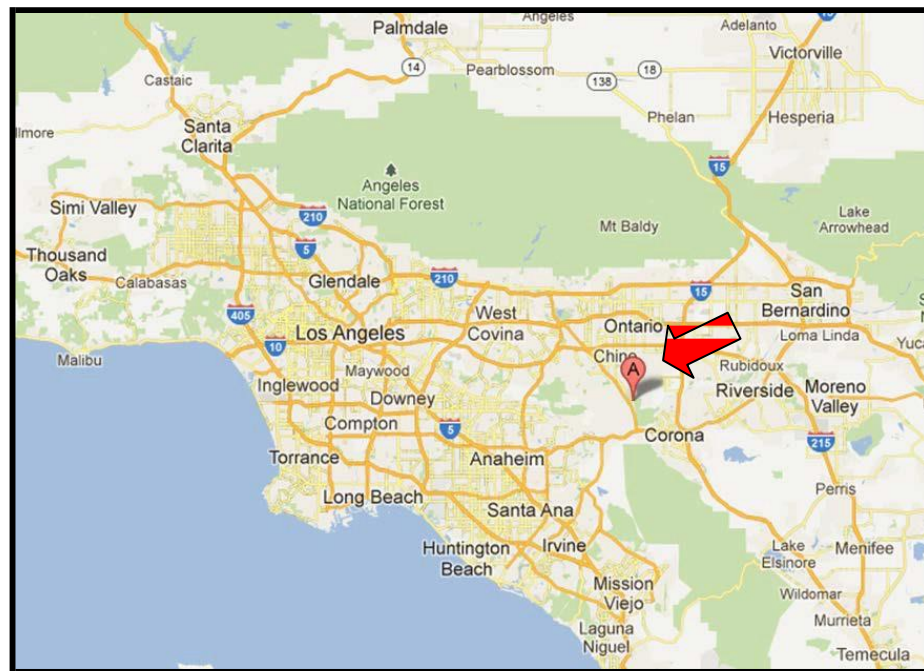 Angeles
Adelanto
15
Palmdale
Victorville
14
Pearblossom
138
18
Castaic
Phelan
Hesperia
llmore
Santa
Clarita
15
Angeles
National Forest
Simi Valley
210
Mt Baldy
Lake
Arrowhead
5
Thousand
Oaks
Calabasas
Glendale
210
15
San
Bernardino
405
West
Covina
Ontario
Los Angeles
Loma Linda
10
Yuca
Malibu
Chino
Maywood
A
Rubidoux
Inglewood
Downey
Riverside
Moreno
Valley
Compton
5
Corona
215
Torrance
Anaheim
Long Beach
Perris
Santa Ana
Huntington
Beach
Irvine
Lake
Elsinore
Menifee
Mission
Viejo
Wildomar
Murrieta
Laguna
Niguel
Temecula